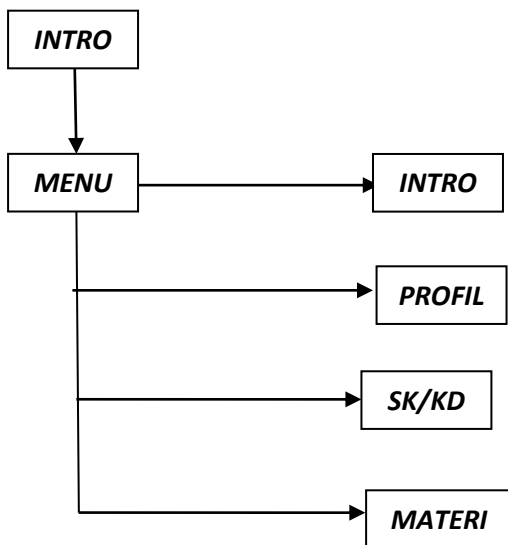 INTRO
MENU
INTRO
PROFIL
SK/KD
MATERI